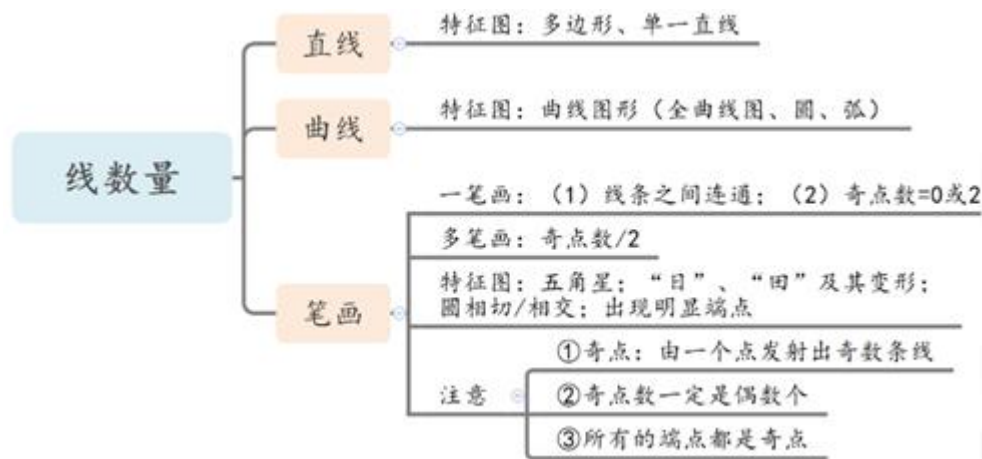 线数量
直线
特征图：多边形、单一直线
曲线
特征图：曲线图形（全曲线图、圆、弧）
笔画
一笔画：（1）线条之间连通；（2）奇点数=0或2
多笔画：奇点数/2
特征图：五角星；“日”、“田”及其变形；
圆相切/相交；出现明显端点
注意
①奇点：由一个点发射出奇数条线
②奇点数一定是偶数个
③所有的端点都是奇点